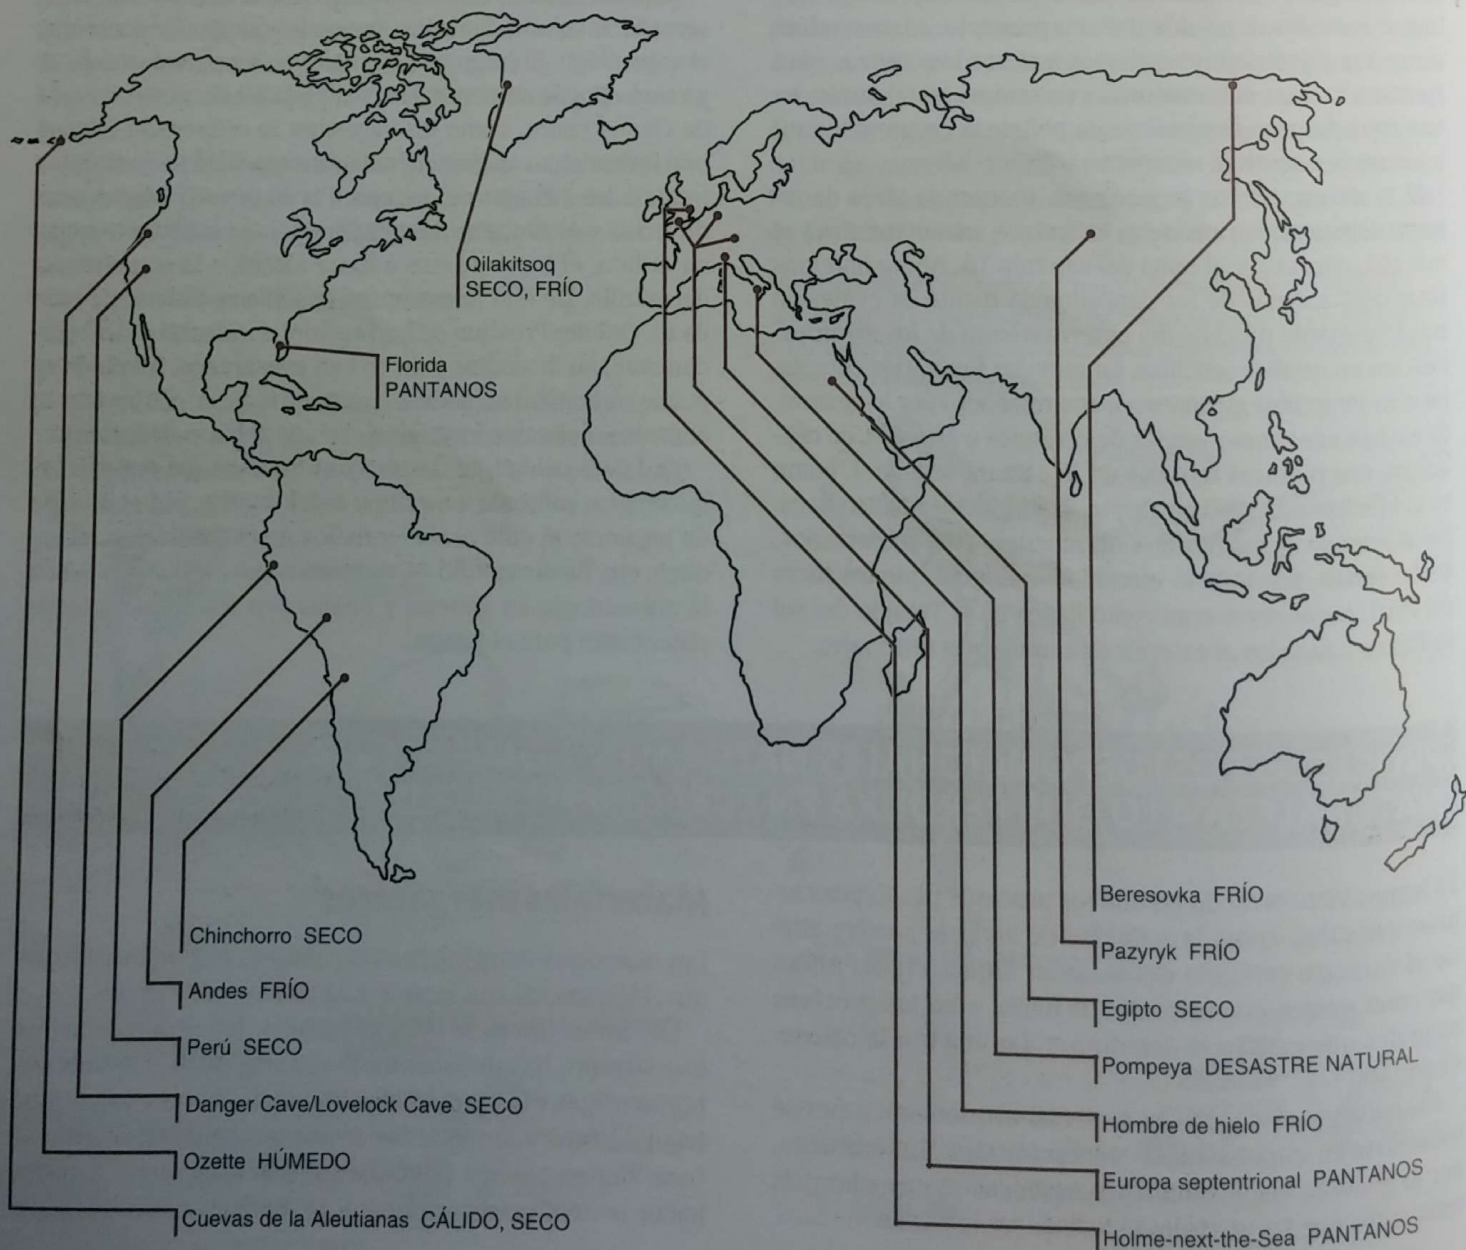 Qilakitsoq
SECO, FRÍO
Florida
PANTANOS
Chinchorro SECO
Andes FRÍO
Perú SECO
Danger Cave/Lovelock Cave SECO
Ozette HÚMEDO
Cuevas de la Aleutianas CÁLIDO, SECO
Beresovka FRÍO
Pazyryk FRÍO
Egipto SECO
Pompeya DESASTRE NATURAL
Hombre de hielo FRÍO
Europa septentrional PANTANOS
Holme-next-the-Sea PANTANOS